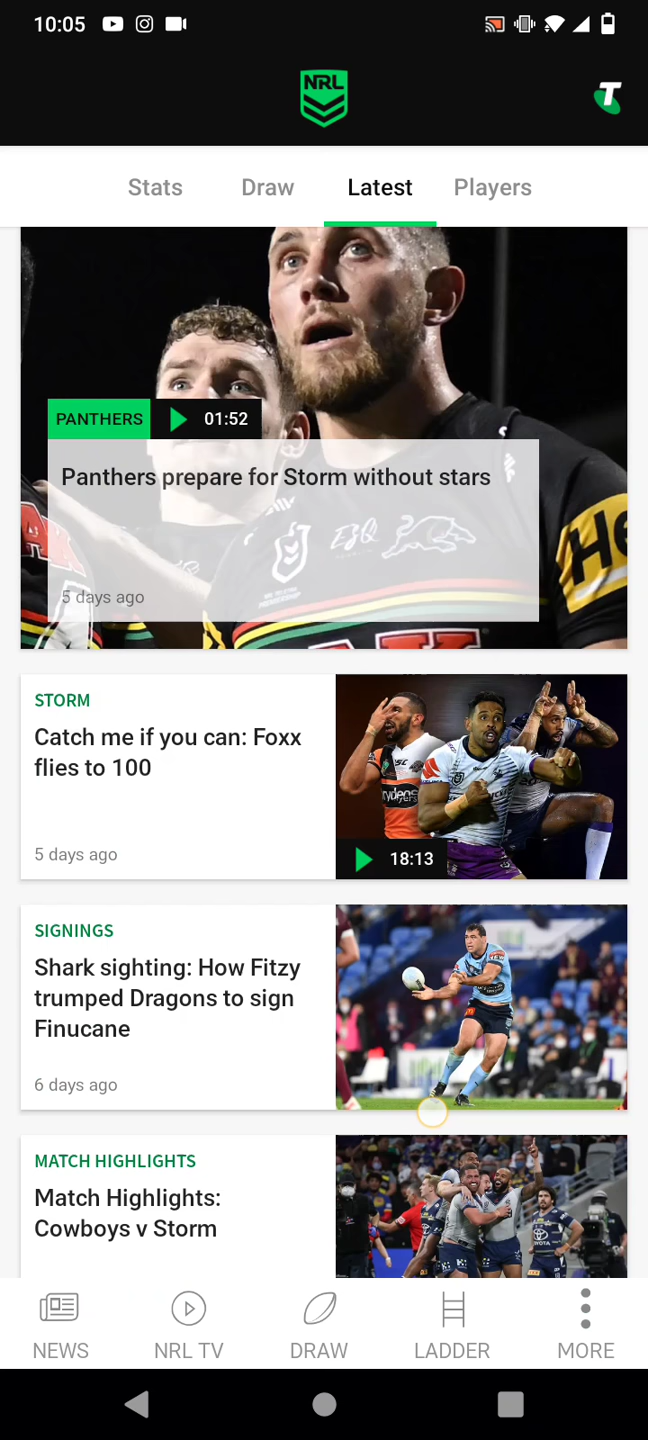 10:05
NRL
T
Stats Draw Latest Players
PANTHERS 01:52
Panthers prepare for Storm without stars
5 days ago
STORM
Catch me if you can: Foxx
flies to 100
5 days ago
18:13
SIGNINGS
Shark sighting: How Fitzy
trumped Dragons to sign
Finucane
6 days ago
MATCH HIGHLIGHTS
Match Highlights:
Cowboys v Storm
TOYOTA
NEWS NRL TV DRAW LADDER MORE